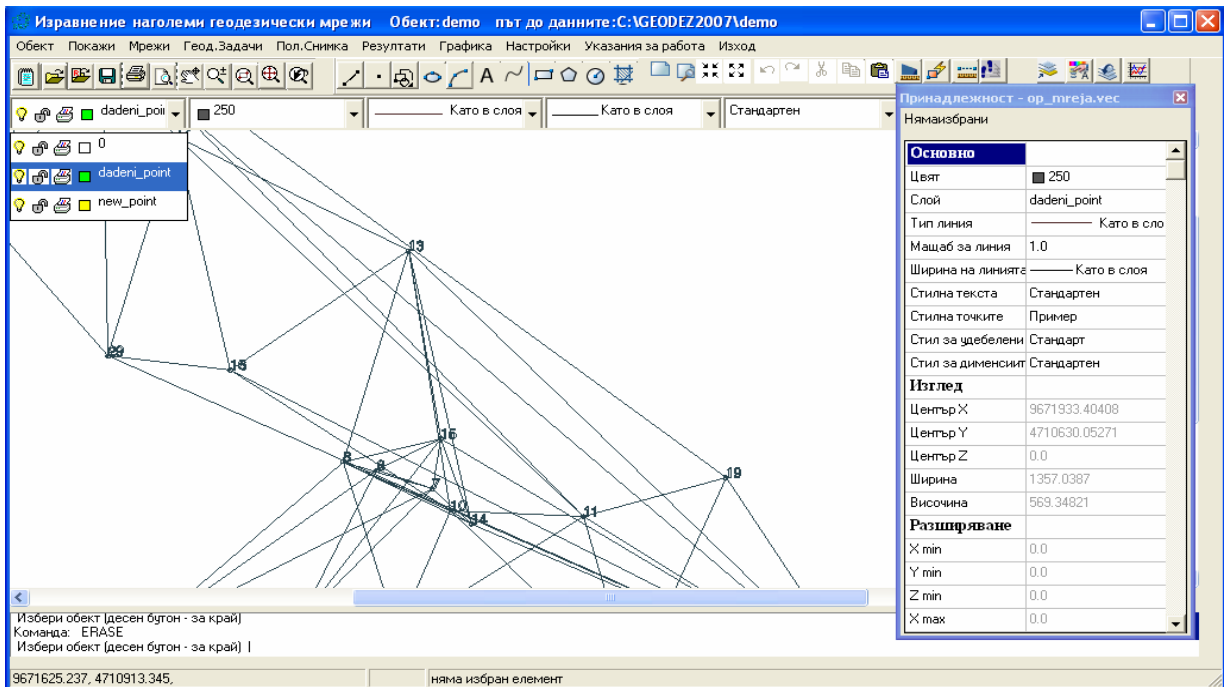 Изравнение наголеми геодезически мрежи Обект: demo път до данните:C:\GEODEZ2007\demo
Обект Покажи Мрежи Геод.Задачи Пол.Снимка Резултати Графика Настройки Указания за работа Изход
dadeni_poii 250 Като в слоя Като в слоя Стандартен
0
dadeni_point
new_point
13
29
15
8
9
7
10
14
11
19
Принадлежност - op_mreja.vec
Нямаизбрани
Основно
Цвят 250
Слой dadeni_point
Тип линия Като в сло
Мащаб за линия 1.0
Ширина на линията Като в слоя
Стилна текста Стандартен
Стилна точките Пример
Стил за удебелени Стандарт
Стил за дименсиит Стандартен
Изглед
Център X 9671933.40408
Център Y 4710630.05271
Център Z 0.0
Ширина 1357.0387
Височина 569.34821
Разширяване
X min 0.0
Y min 0.0
Z min 0.0
X max 0.0
Избери обект (десен бутон - за край)
Команда: ERASE
Избери обект (десен бутон - за край)
9671625.237, 4710913.345, няма избран елемент